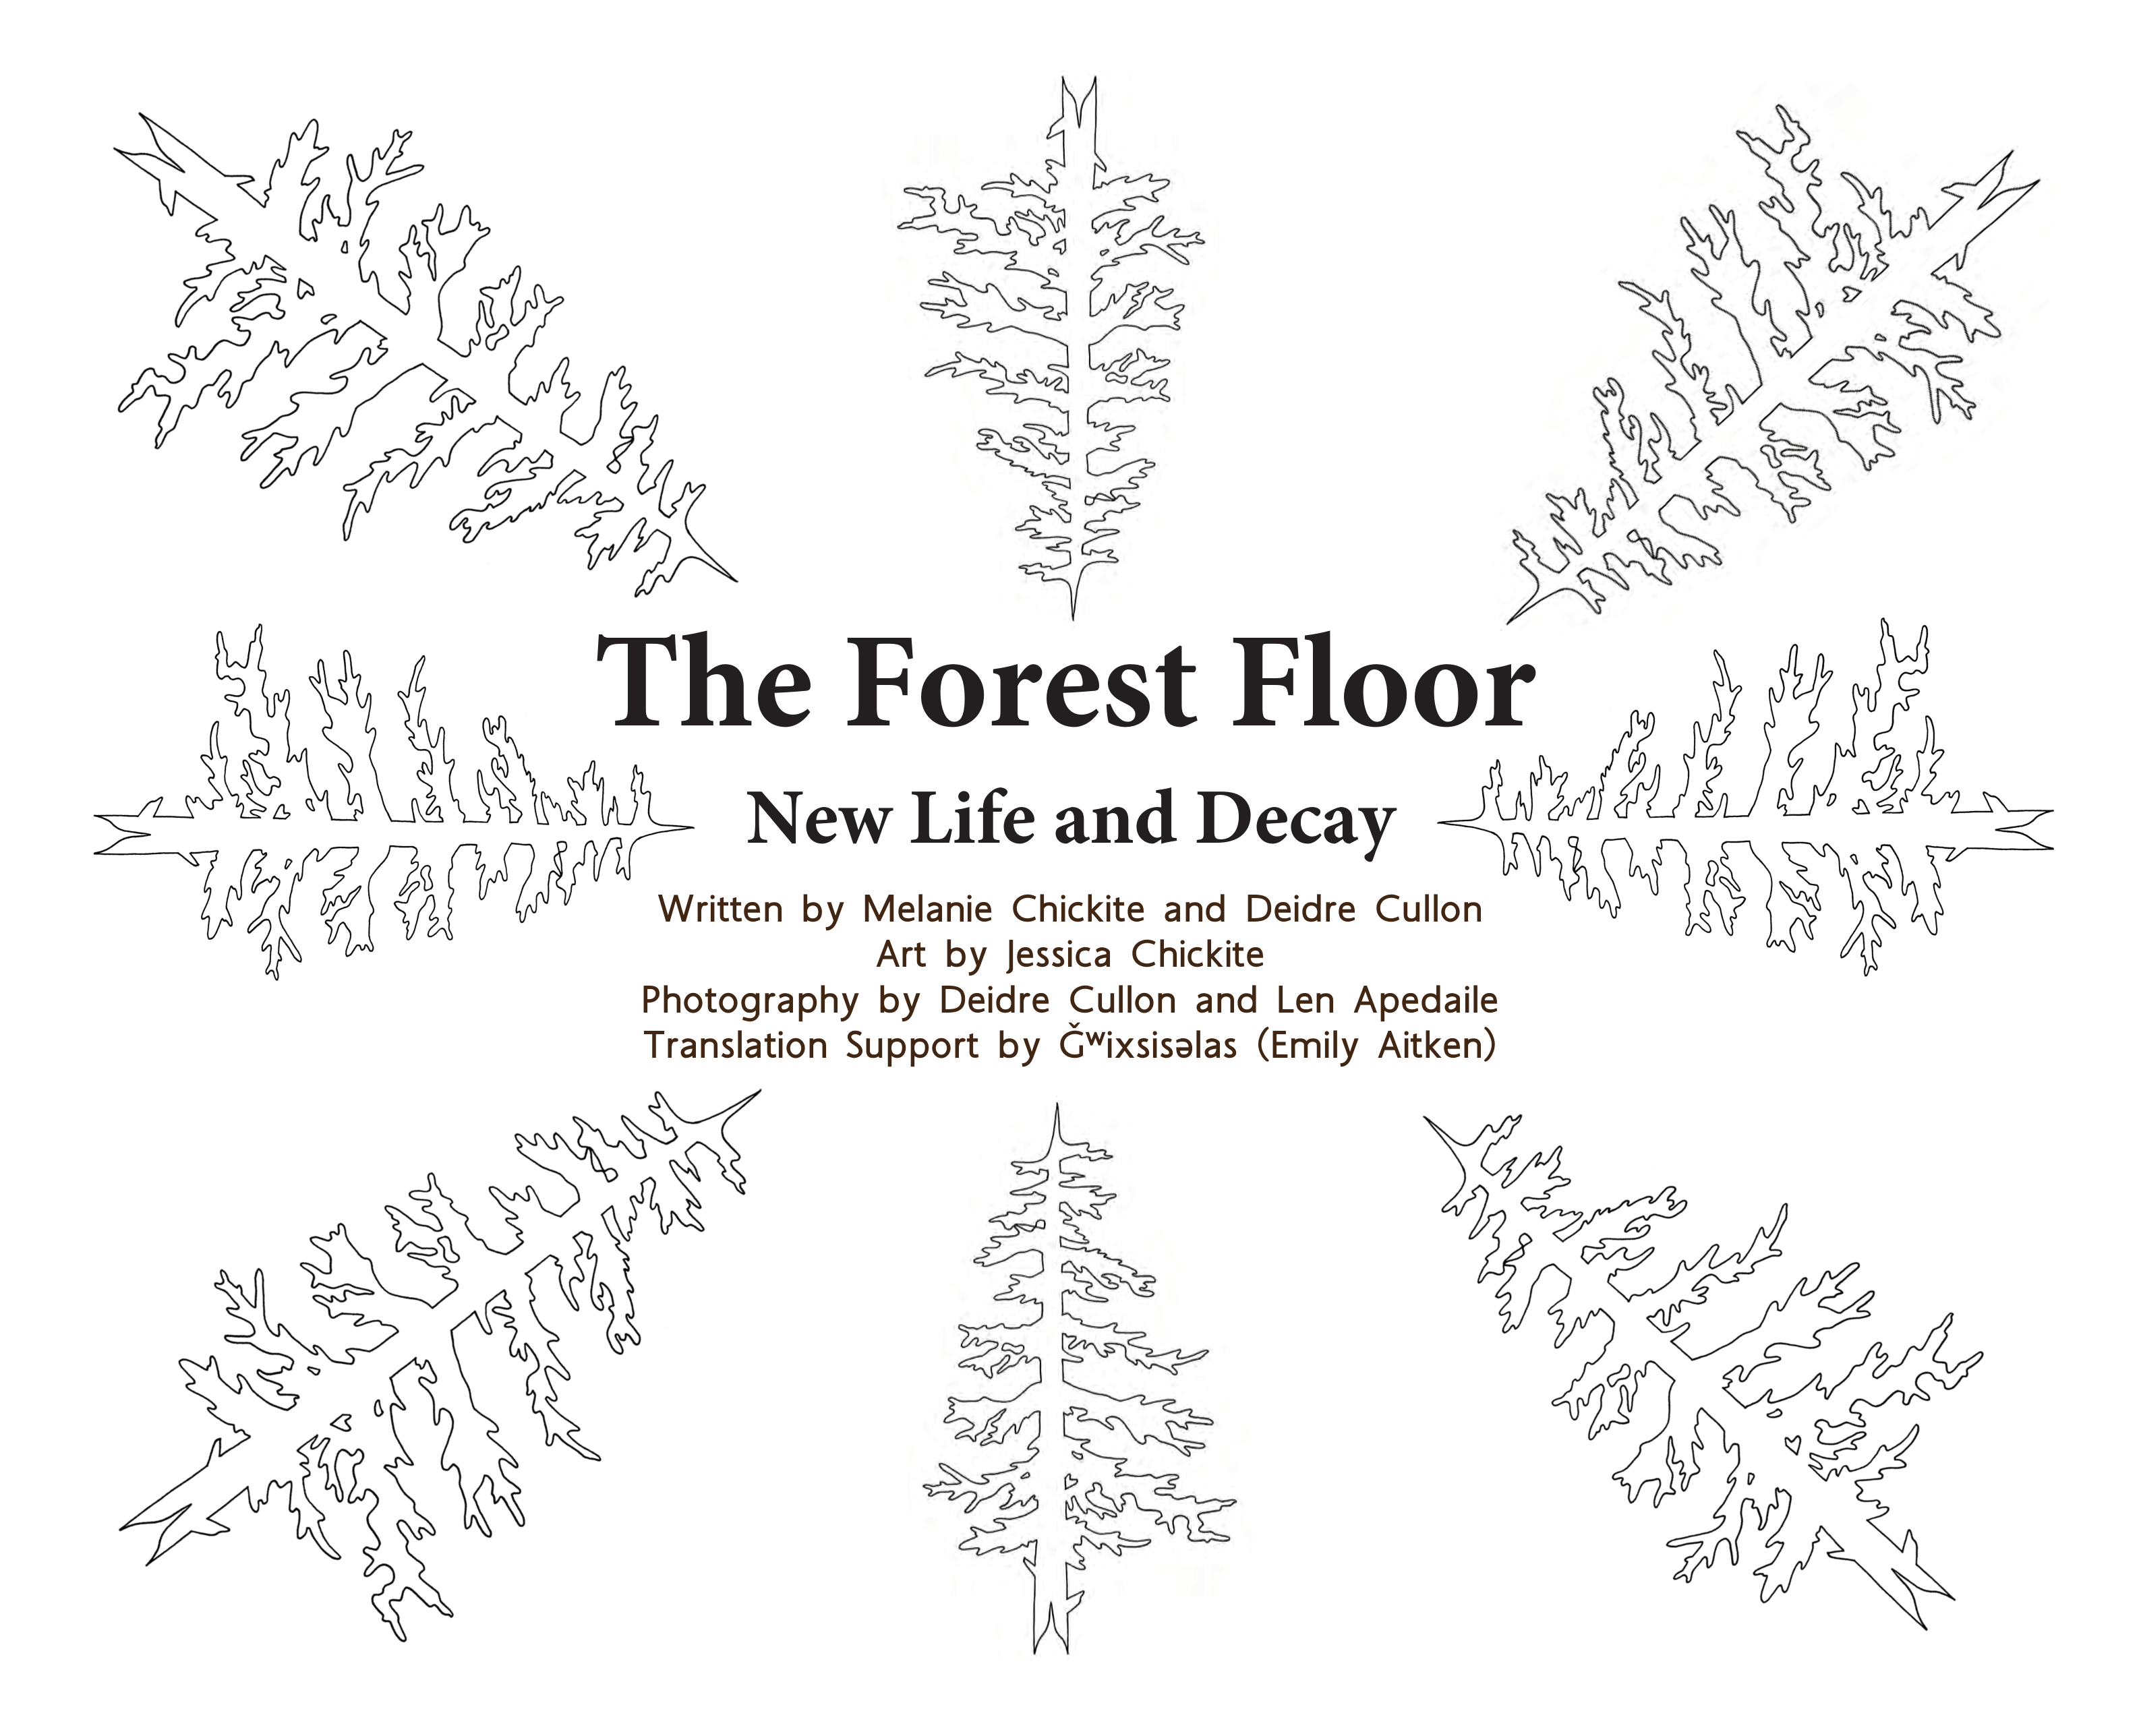 The Forest Floor
New Life and Decay
Written by Melanie Chickite and Deidre Cullon
Art by Jessica Chickite
Photography by Deidre Cullon and Len Apedaile
Translation Support by Ǧʷixsisəlas (Emily Aitken)